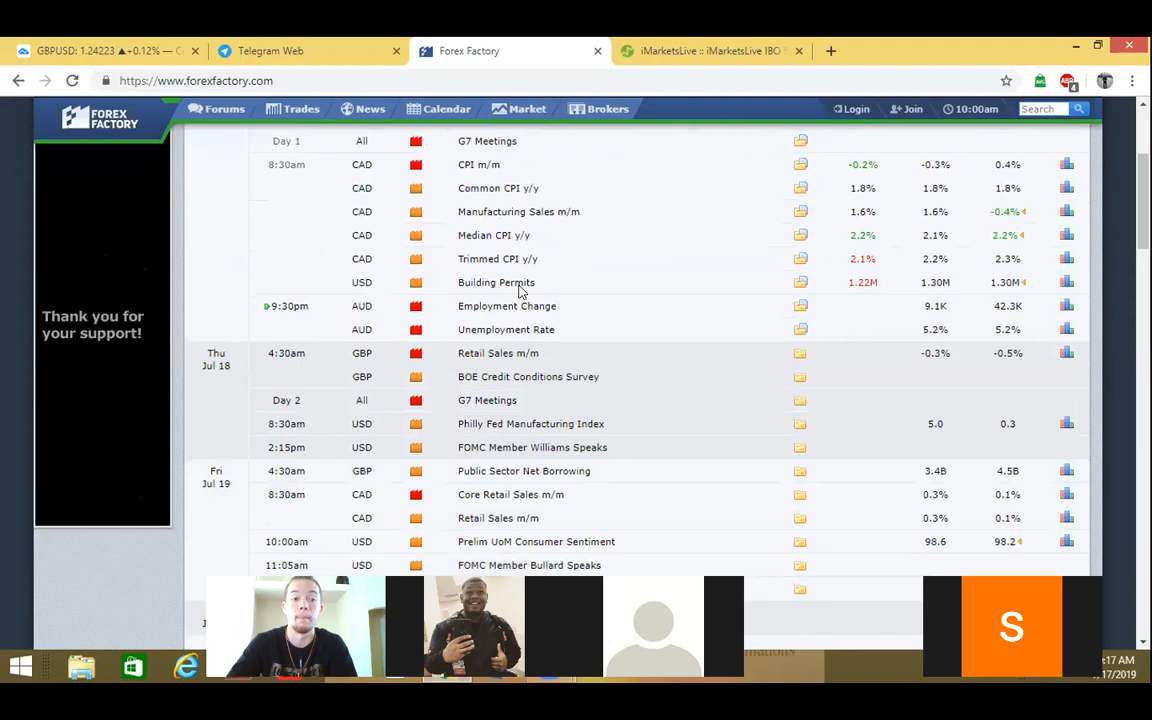 GBPUSD: 1.24223 ▲+0.12% —
Telegram Web
Forex Factory
iMarketsLive :: iMarketsLive IBO
https://www.forexfactory.com
4
FOREX FACTORY Forums Trades News Calendar Market Brokers Login Join 10:00am Search
Day 1 All G7 Meetings
8:30am CAD CPI m/m -0.2% -0.3% 0.4%
CAD Common CPI y/y 1.8% 1.8% 1.8%
CAD Manufacturing Sales m/m 1.6% 1.6% -0.4%
CAD Median CPI y/y 2.2% 2.1% 2.2%
CAD Trimmed CPI y/y 2.1% 2.2% 2.3%
USD Building Permits 1.22M 1.30M 1.30M
9:30pm AUD Employment Change 9.1K 42.3K
AUD Unemployment Rate 5.2% 5.2%
Thu Jul 18 4:30am GBP Retail Sales m/m -0.3% -0.5%
GBP BOE Credit Conditions Survey
Day 2 All G7 Meetings
8:30am USD Philly Fed Manufacturing Index 5.0 0.3
2:15pm USD FOMC Member Williams Speaks
Fri Jul 19 4:30am GBP Public Sector Net Borrowing 3.4B 4.5B
8:30am CAD Core Retail Sales m/m 0.3% 0.1%
CAD Retail Sales m/m 0.3% 0.1%
10:00am USD Prelim UoM Consumer Sentiment 98.6 98.2
11:05am USD FOMC Member Bullard Speaks
Thank you for
your support!
S
:17 AM
/17/2019